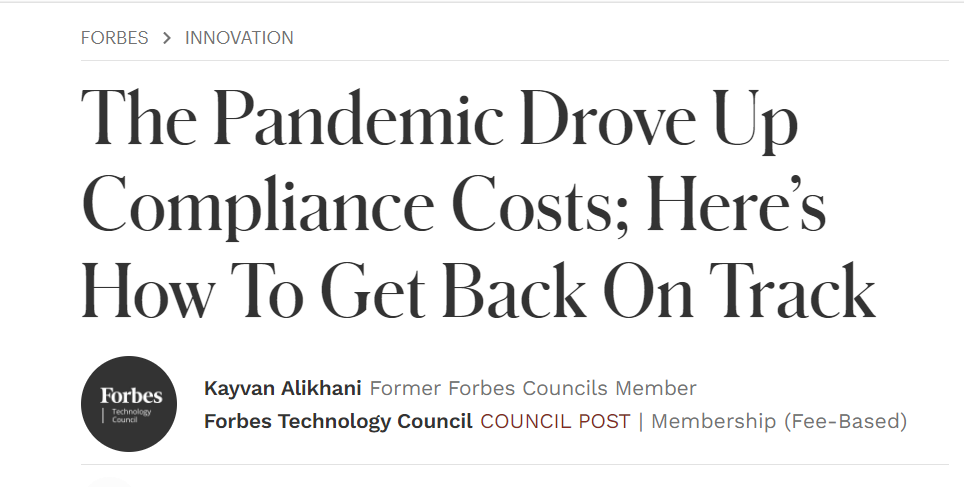 FORBES > INNOVATION
The Pandemic Drove Up
Compliance Costs; Here’s
How To Get Back On Track
Forbes
Technology
Council
Kayvan Alikhani Former Forbes Councils Member
Forbes Technology Council COUNCIL POST | Membership (Fee-Based)